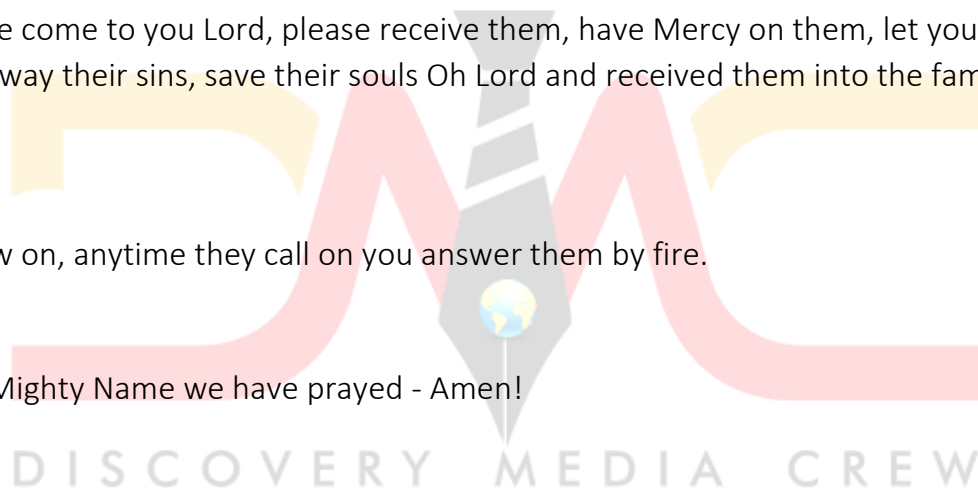 e come to you Lord, please receive them, have Mercy on them, let you
way their sins, save their souls Oh Lord and received them into the fam
w on, anytime they call on you answer them by fire.
Mighty Name we have prayed - Amen!
DMC
DISCOVERY MEDIA CREW